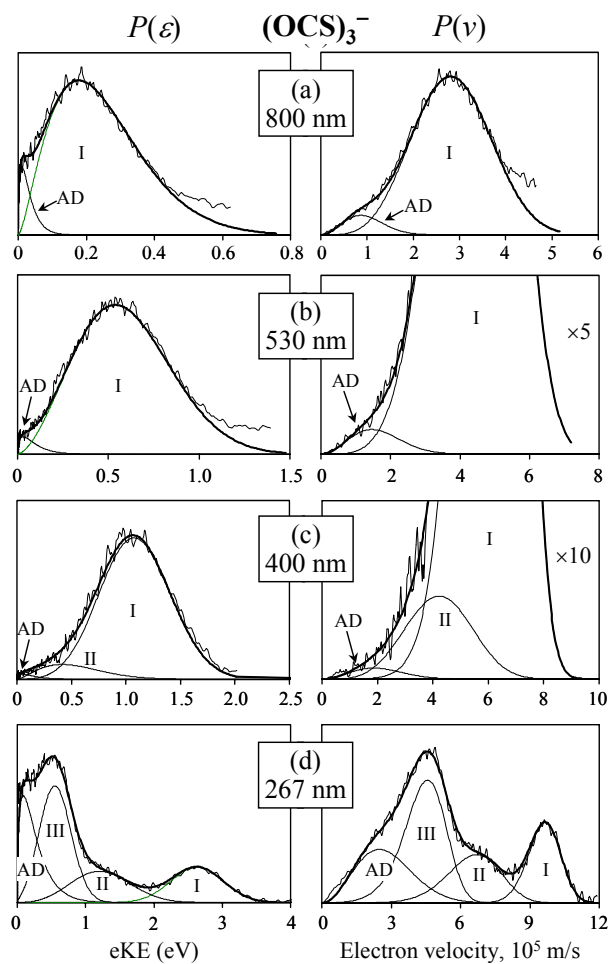 P(ε) (OCS)₃⁻ P(v)
(a)
800 nm
I
AD
I
AD
0 0.2 0.4 0.6 0.8
0 1 2 3 4 5 6
(b)
530 nm
I
×5
AD
I
AD
0 0.5 1.0 1.5
0 2 4 6 8
(c)
400 nm
I
×10
I
AD
II
AD
II
0 0.5 1.0 1.5 2.0 2.5
0 2 4 6 8 10
(d)
267 nm
III
AD
II
I
III
AD
II
I
0 1 2 3 4
0 3 6 9 12
eKE (eV)
Electron velocity, 10⁵ m/s